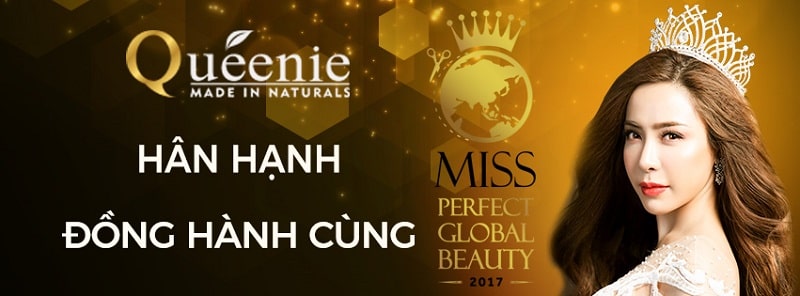 Quéenie
MADE IN NATURALS
HÂN HẠNH
ĐỒNG HÀNH CÙNG
MISS
PERFECT
GLOBAL
BEAUTY
2017